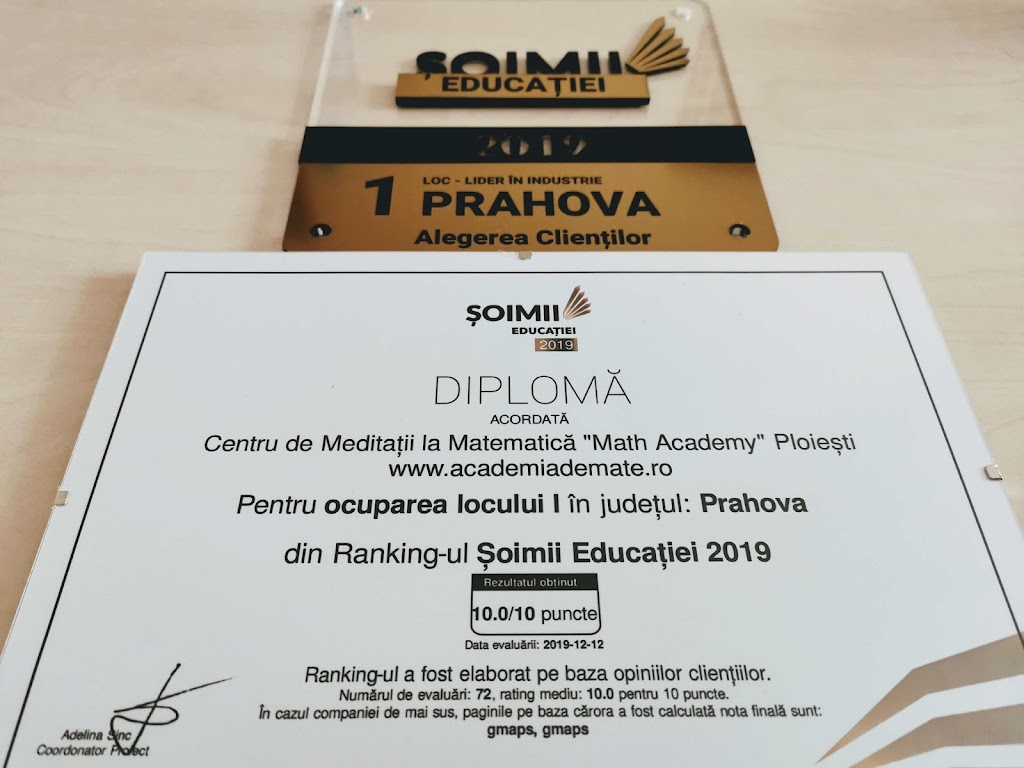 ȘOIMII
EDUCAȚIEI
2019
1 LOC - LIDER ÎN INDUSTRIE
PRAHOVA
Alegerea Clienților
ȘOIMII
EDUCAȚIEI
2019
DIPLOMĂ
ACORDATĂ
Centru de Meditații la Matematică "Math Academy" Ploiești
www.academiademate.ro
Pentru ocuparea locului I în județul: Prahova
din Ranking-ul Șoimii Educației 2019
Rezultatul obținut
10.0/10 puncte
Data evaluării: 2019-12-12
Ranking-ul a fost elaborat pe baza opiniilor clienților.
Numărul de evaluări: 72, rating mediu: 10.0 pentru 10 puncte.
În cazul companiei de mai sus, paginile pe baza cărora a fost calculată nota finală sunt:
gmaps, gmaps
Adelina Sinc
Coordonator Proiect